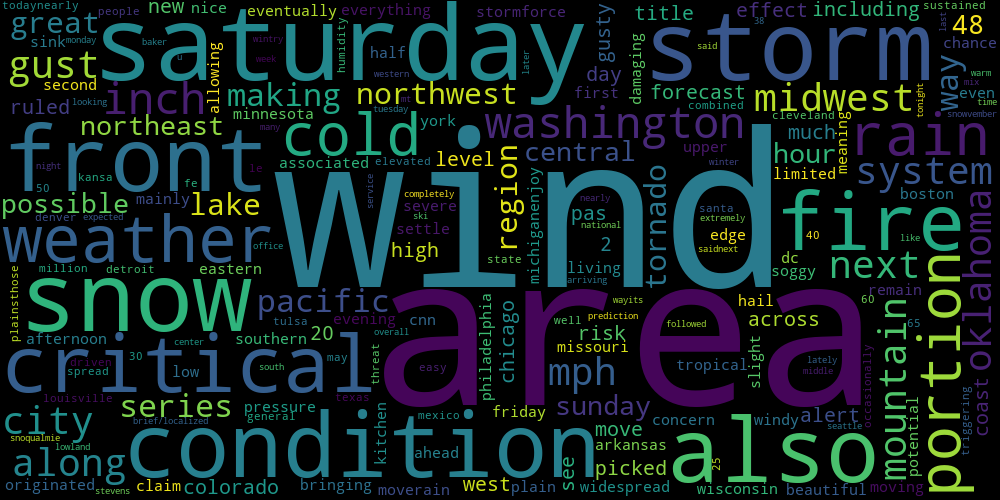 todaynearly people new nice eventually everything title effect including sustained
great saturday stormforce gusty storm 48
sink monday baker wintry humidity half 38 chance last
gust u week western later second day damaging said way even warm
ruled looking inch allowing making northwest first forecast combined midwest time mix
northeast minnesota tuesday mt york washington upper cleveland tonight snowvember rain
front many cold associated elevated level central hour much meaning limited system
night kansa le fe service completely region tornado winter
50 possible mainly lake severe ski settle pas nearly national santa extremely edge boston fire
denver expected weather office high state michiganenjoy 2 saidnext dc soggy 40 like next
wind
million detroit eastern living arriving remain oklahoma
plainsthose snow pacific area hail 60 portion
afternoon tulsa evening cnn philadelphia chicago well wayits prediction followed across mountain coast
critical center southern 20 overall risk missouri slight lately middle occasionally 65
driven spread 30 low south may threat easy mph tropical
louisville series texas friday sunday concern windy alert seattle
city pressure general mexico kitchen move potential triggering
snoqualmie lowland brief/localized condition ahead arkansas also 25
along see picked
originated stevens claim colorado bringing moverain west plain widespread wisconsin beautiful moving